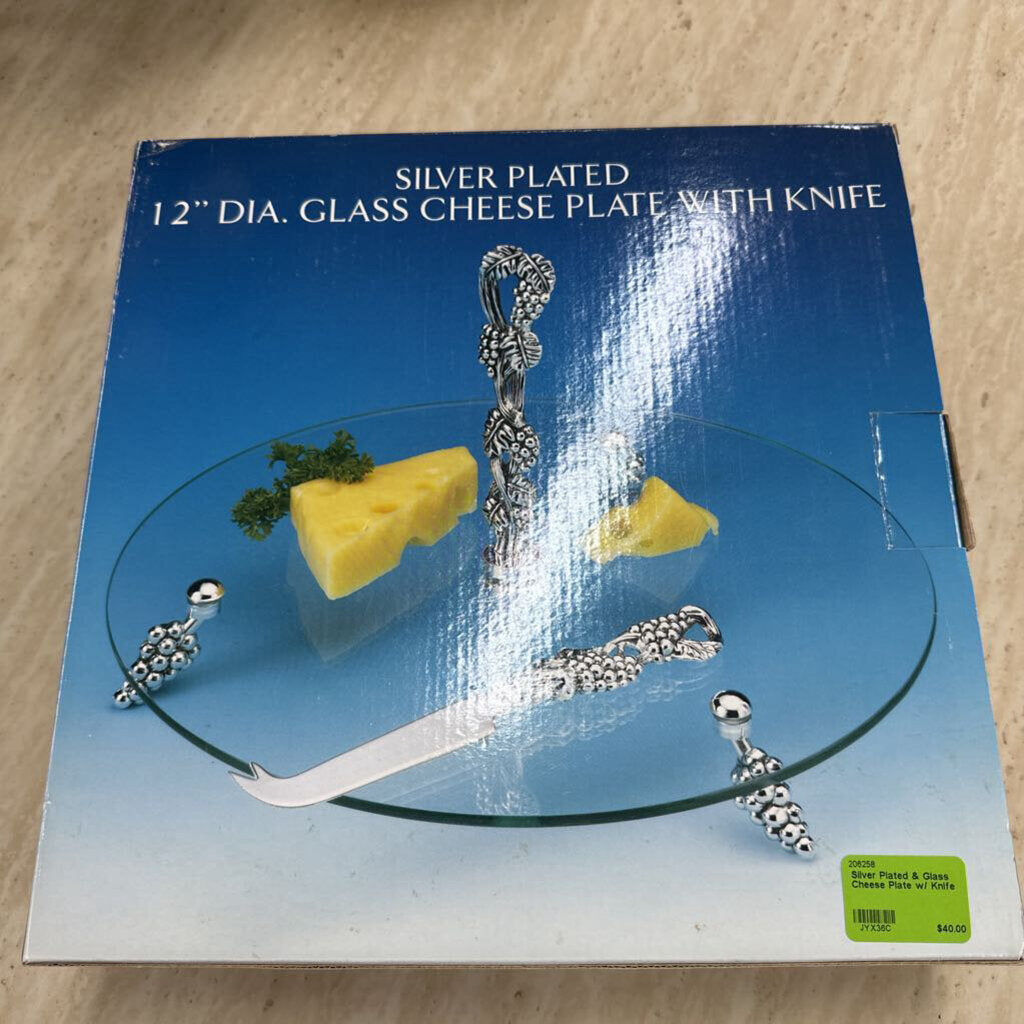 SILVER PLATED
12” DIA. GLASS CHEESE PLATE WITH KNIFE
206258
Silver Plated & Glass
Cheese Plate w/ Knife
JYX36C
$40.00